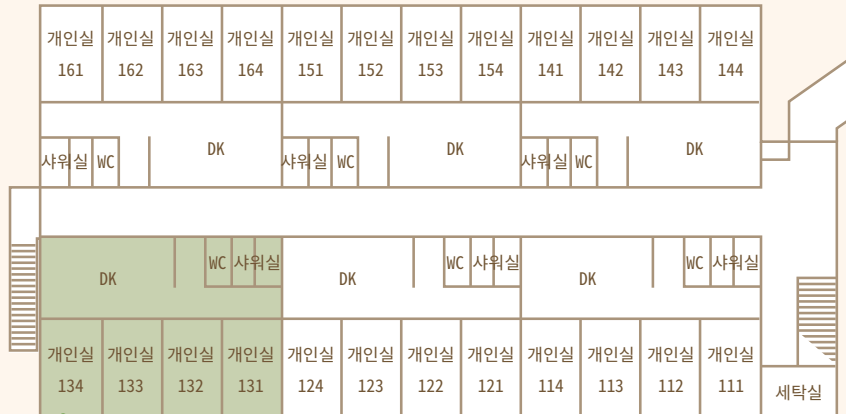 개인실 개인실 개인실 개인실 개인실 개인실 개인실 개인실 개인실 개인실 개인실 개인실
161 162 163 164 151 152 153 154 141 142 143 144
DK DK DK
샤워실 WC 샤워실 WC 샤워실 WC
WC 샤워실 WC 샤워실 WC 샤워실
DK DK DK
개인실 개인실 개인실 개인실 개인실 개인실 개인실 개인실 개인실 개인실 개인실 개인실
134 133 132 131 124 123 122 121 114 113 112 111
세탁실